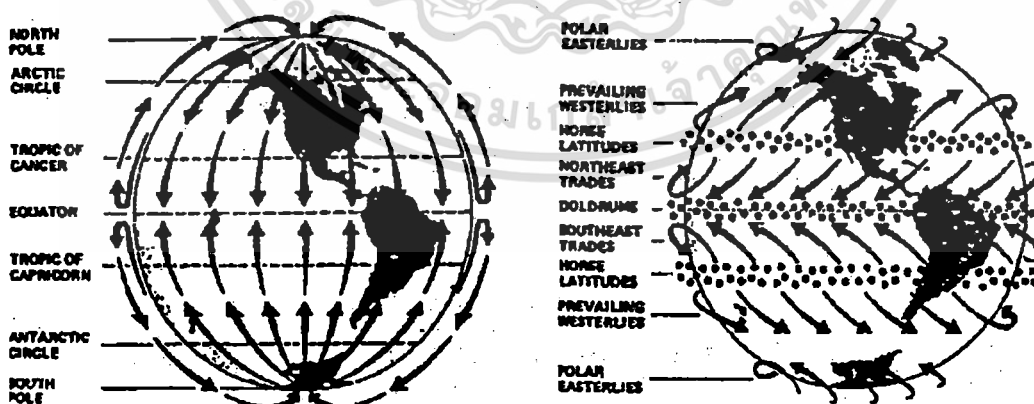 NORTH
POLE
ARCTIC
CIRCLE
TROPIC OF
CANCER
EQUATOR
TROPIC OF
CAPRICORN
ANTARCTIC
CIRCLE
SOUTH
POLE
POLAR
EASTERLIES
PREVAILING
WESTERLIES
HORSE
LATITUDES
NORTHEAST
TRADES
DOLDRUMS
SOUTHEAST
TRADES
HORSE
LATITUDES
PREVAILING
WESTERLIES
POLAR
EASTERLIES